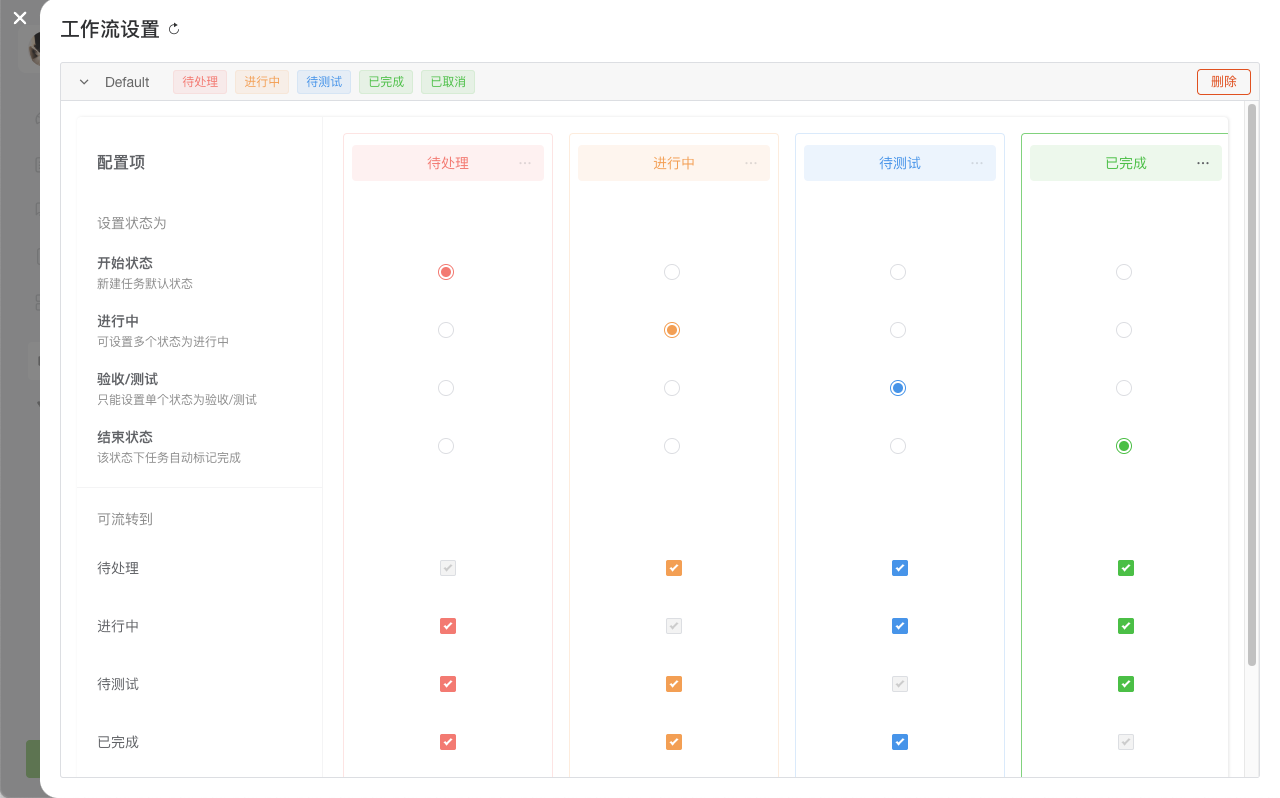 工作流设置
Default 待处理 进行中 待测试 已完成 已取消 删除
配置项 待处理 进行中 待测试 已完成
设置状态为
开始状态
新建任务默认状态
进行中
可设置多个状态为进行中
验收/测试
只能设置单个状态为验收/测试
结束状态
该状态下任务自动标记完成
可流转到
待处理
进行中
待测试
已完成